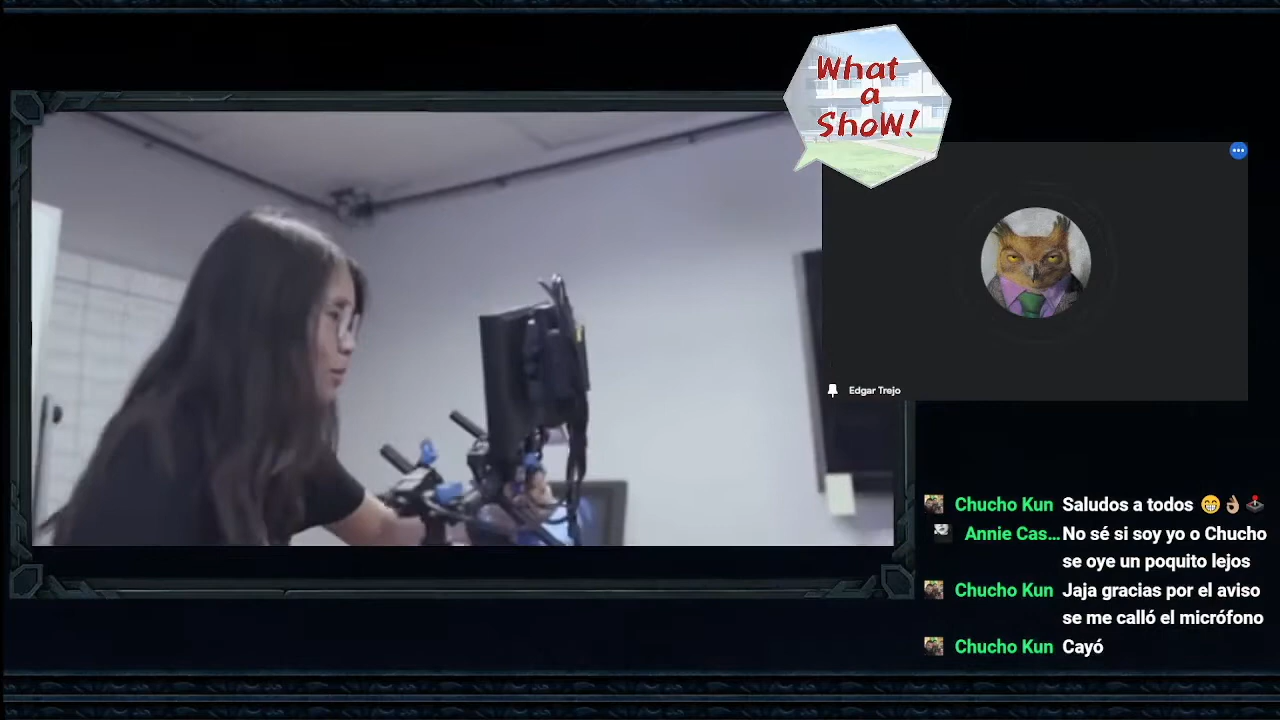 What
a
ShoW!
Edgar Trejo
Chucho Kun Saludos a todos 😁👌🏼🕹️
Annie Cas... No sé si soy yo o Chucho
se oye un poquito lejos
Chucho Kun Jaja gracias por el aviso
se me calló el micrófono
Chucho Kun Cayó